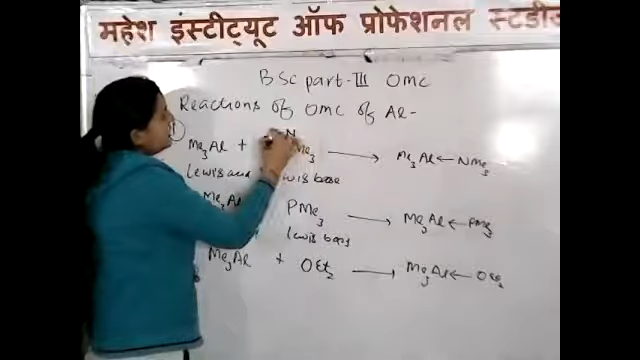 महेश इंस्टीट्यूट ऑफ प्रोफेशनल स्टडीज
BSc part-III OMC
Reactions of OMC of Al-
Me3Al + NMe3 → Me3Al ← NMe3
Lewis acid Lewis base
Me3Al PMe3 → Me3Al ← PMe3
Lewis base
Me3Al + OEt2 → Me3Al ← OEt2